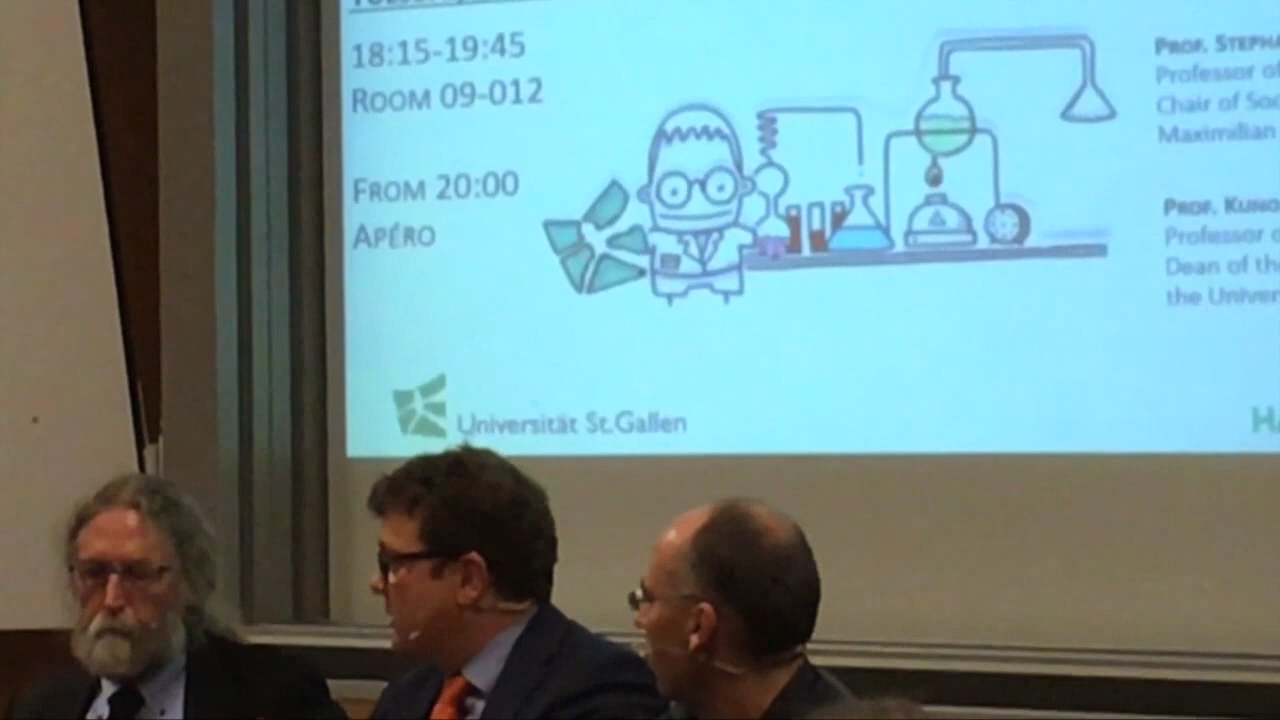 18:15-19:45
ROOM 09-012
FROM 20:00
APÉRO
PROF. STEPHA
Professor of
Chair of Soc
Maximilian
PROF. KUNO
Professor o
Dean of the
the Univer
Universität St.Gallen